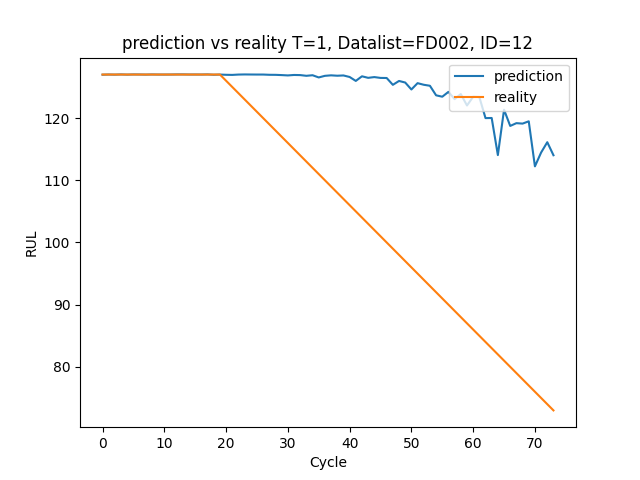 prediction vs reality T=1, Datalist=FD002, ID=12
prediction
reality
RUL
120
110
100
90
80
0 10 20 30 40 50 60 70
Cycle